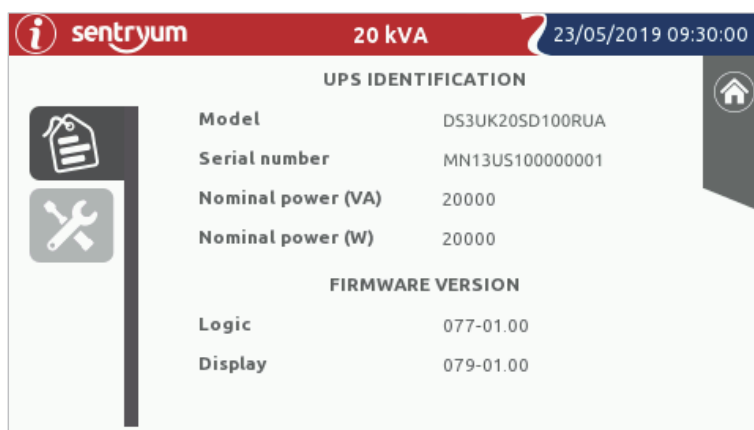 i sentryum 20 kVA 23/05/2019 09:30:00
UPS IDENTIFICATION
Model DS3UK20SD100RUA
Serial number MN13US100000001
Nominal power (VA) 20000
Nominal power (W) 20000
FIRMWARE VERSION
Logic 077-01.00
Display 079-01.00